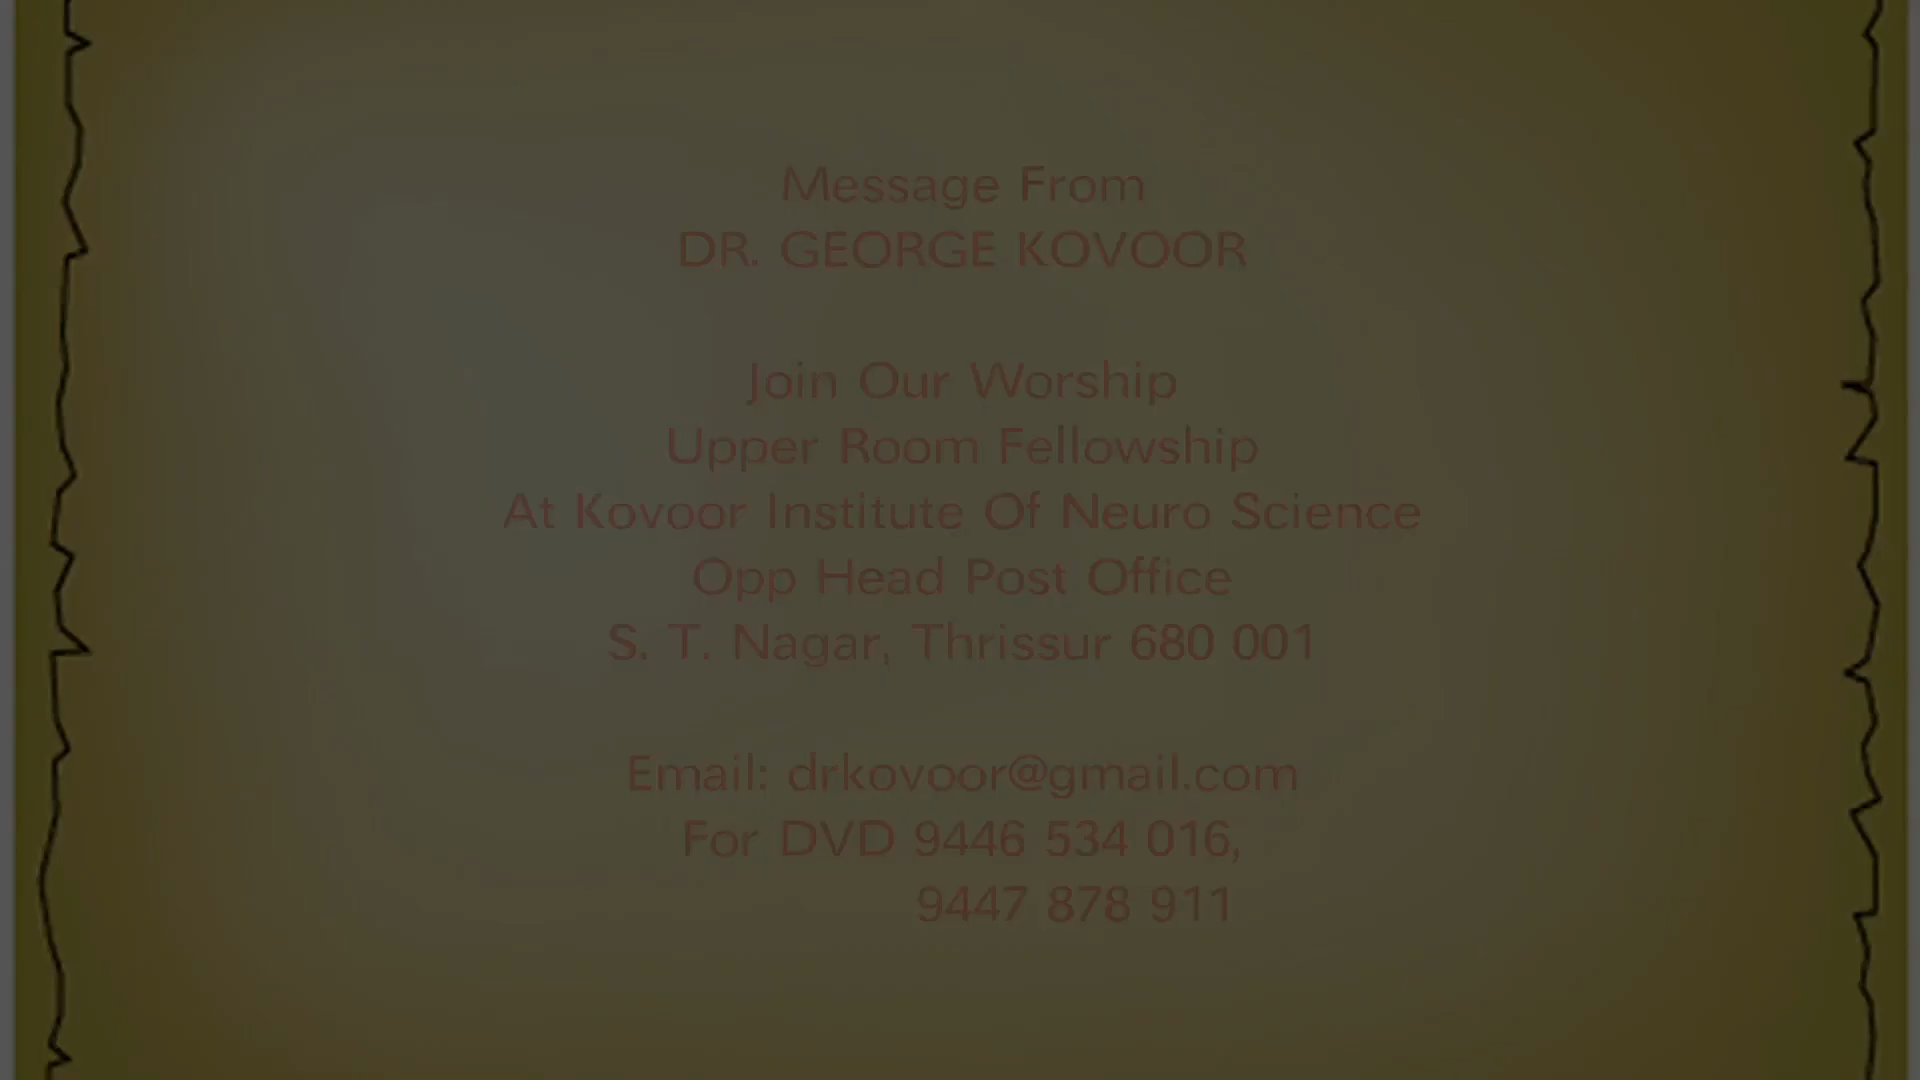 Message From
DR. GEORGE KOVOOR
Join Our Worship
Upper Room Fellowship
At Kovoor Institute Of Neuro Science
Opp Head Post Office
S. T. Nagar, Thrissur 680 001
Email: drkovoor@gmail.com
For DVD 9446 534 016,
9447 878 911